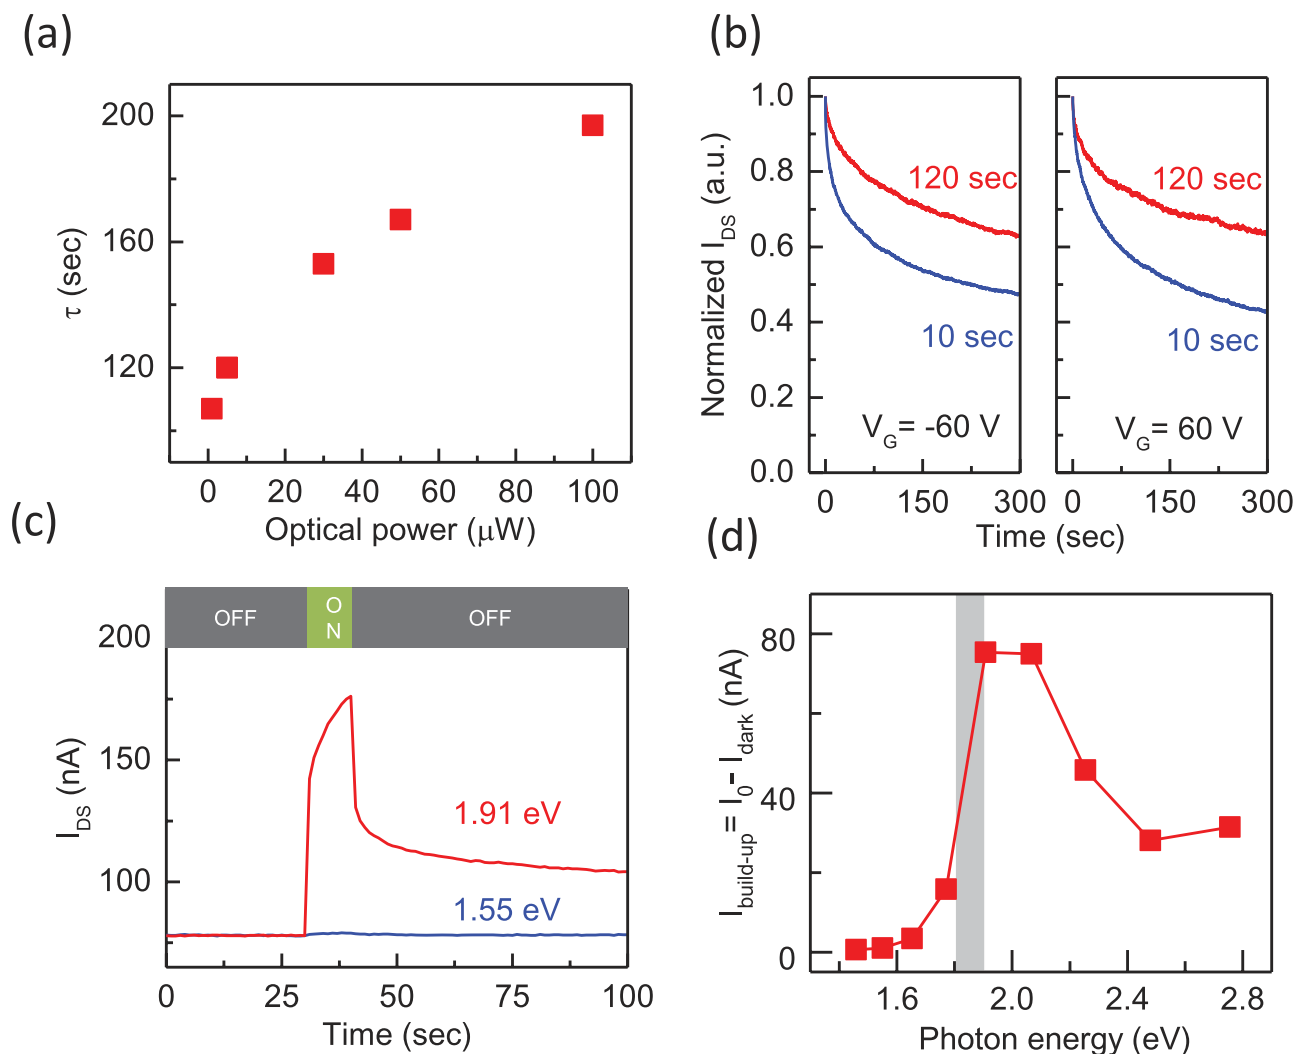 (a)
200
160
120
τ (sec)
0 20 40 60 80 100
Optical power (μW)
(b)
1.0
0.8
0.6
0.4
0.2
0.0
Normalized I_DS (a.u.)
120 sec
10 sec
V_G= -60 V
120 sec
10 sec
V_G= 60 V
0 150 300 0 150 300
Time (sec)
(c)
OFF
O
N
OFF
200
150
100
I_DS (nA)
1.91 eV
1.55 eV
0 25 50 75 100
Time (sec)
(d)
80
40
0
I_build-up= I_0- I_dark (nA)
1.6 2.0 2.4 2.8
Photon energy (eV)